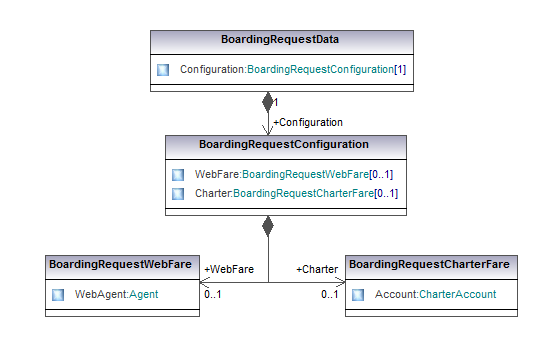 BoardingRequestData
Configuration:BoardingRequestConfiguration[1]
1
+Configuration
BoardingRequestConfiguration
WebFare:BoardingRequestWebFare[0..1]
Charter:BoardingRequestCharterFare[0..1]
BoardingRequestWebFare
+WebFare
+Charter
BoardingRequestCharterFare
WebAgent:Agent
0..1
0..1
Account:CharterAccount